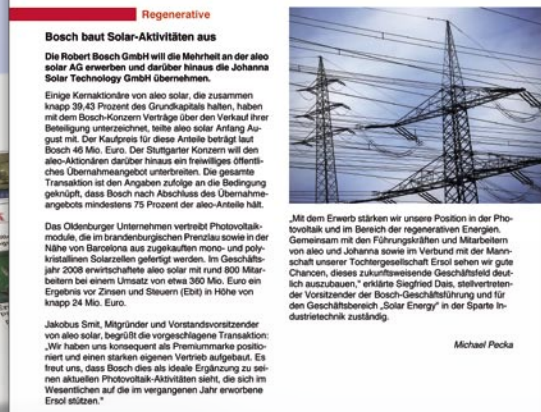 Regenerative
Bosch baut Solar-Aktivitäten aus
Die Robert Bosch GmbH will die Mehrheit an der aleo
solar AG erwerben und darüber hinaus die Johanna
Solar Technology GmbH übernehmen.
Einige Kernaktionäre von aleo solar, die zusammen
knapp 39,43 Prozent des Grundkapitals halten, haben
mit dem Bosch-Konzern Verträge über den Verkauf ihrer
Beteiligung unterzeichnet, teilte aleo solar Anfang Au-
gust mit. Der Kaufpreis für diese Anteile beträgt laut
Bosch 46 Mio. Euro. Der Stuttgarter Konzern will den
aleo-Aktionären darüber hinaus ein freiwilliges öffentli-
ches Übernahmeangebot unterbreiten. Die gesamte
Transaktion ist den Angaben zufolge an die Bedingung
geknüpft, dass Bosch nach Abschluss des Übernahme-
angebots mindestens 75 Prozent der aleo-Anteile hält.
Das Oldenburger Unternehmen vertreibt Photovoltaik-
module, die im brandenburgischen Prenzlau sowie in der
Nähe von Barcelona aus zugekauften mono- und poly-
kristallinen Solarzellen gefertigt werden. Im Geschäfts-
jahr 2008 erwirtschaftete aleo solar mit rund 800 Mitar-
beitern bei einem Umsatz von etwa 360 Mio. Euro ein
Ergebnis vor Zinsen und Steuern (Ebit) in Höhe von
knapp 24 Mio. Euro.
Jakobus Smit, Mitgründer und Vorstandsvorsitzender
von aleo solar, begrüßt die vorgeschlagene Transaktion:
„Wir haben uns konsequent als Premiummarke positio-
niert und einen starken eigenen Vertrieb aufgebaut. Es
freut uns, dass Bosch dies als ideale Ergänzung zu sei-
nen aktuellen Photovoltaik-Aktivitäten sieht, die sich im
Wesentlichen auf die im vergangenen Jahr erworbene
Ersol stützen."
„Mit dem Erwerb stärken wir unsere Position in der Pho-
tovoltaik und im Bereich der regenerativen Energien.
Gemeinsam mit den Führungskräften und Mitarbeitern
von aleo und Johanna sowie im Verbund mit der Mann-
schaft unserer Tochtergesellschaft Ersol sehen wir gute
Chancen, dieses zukunftsweisende Geschäftsfeld deut-
lich auszubauen," erklärte Siegfried Dais, stellvertreten-
der Vorsitzender der Bosch-Geschäftsführung und für
den Geschäftsbereich „Solar Energy" in der Sparte In-
dustrietechnik zuständig.
Michael Pecka